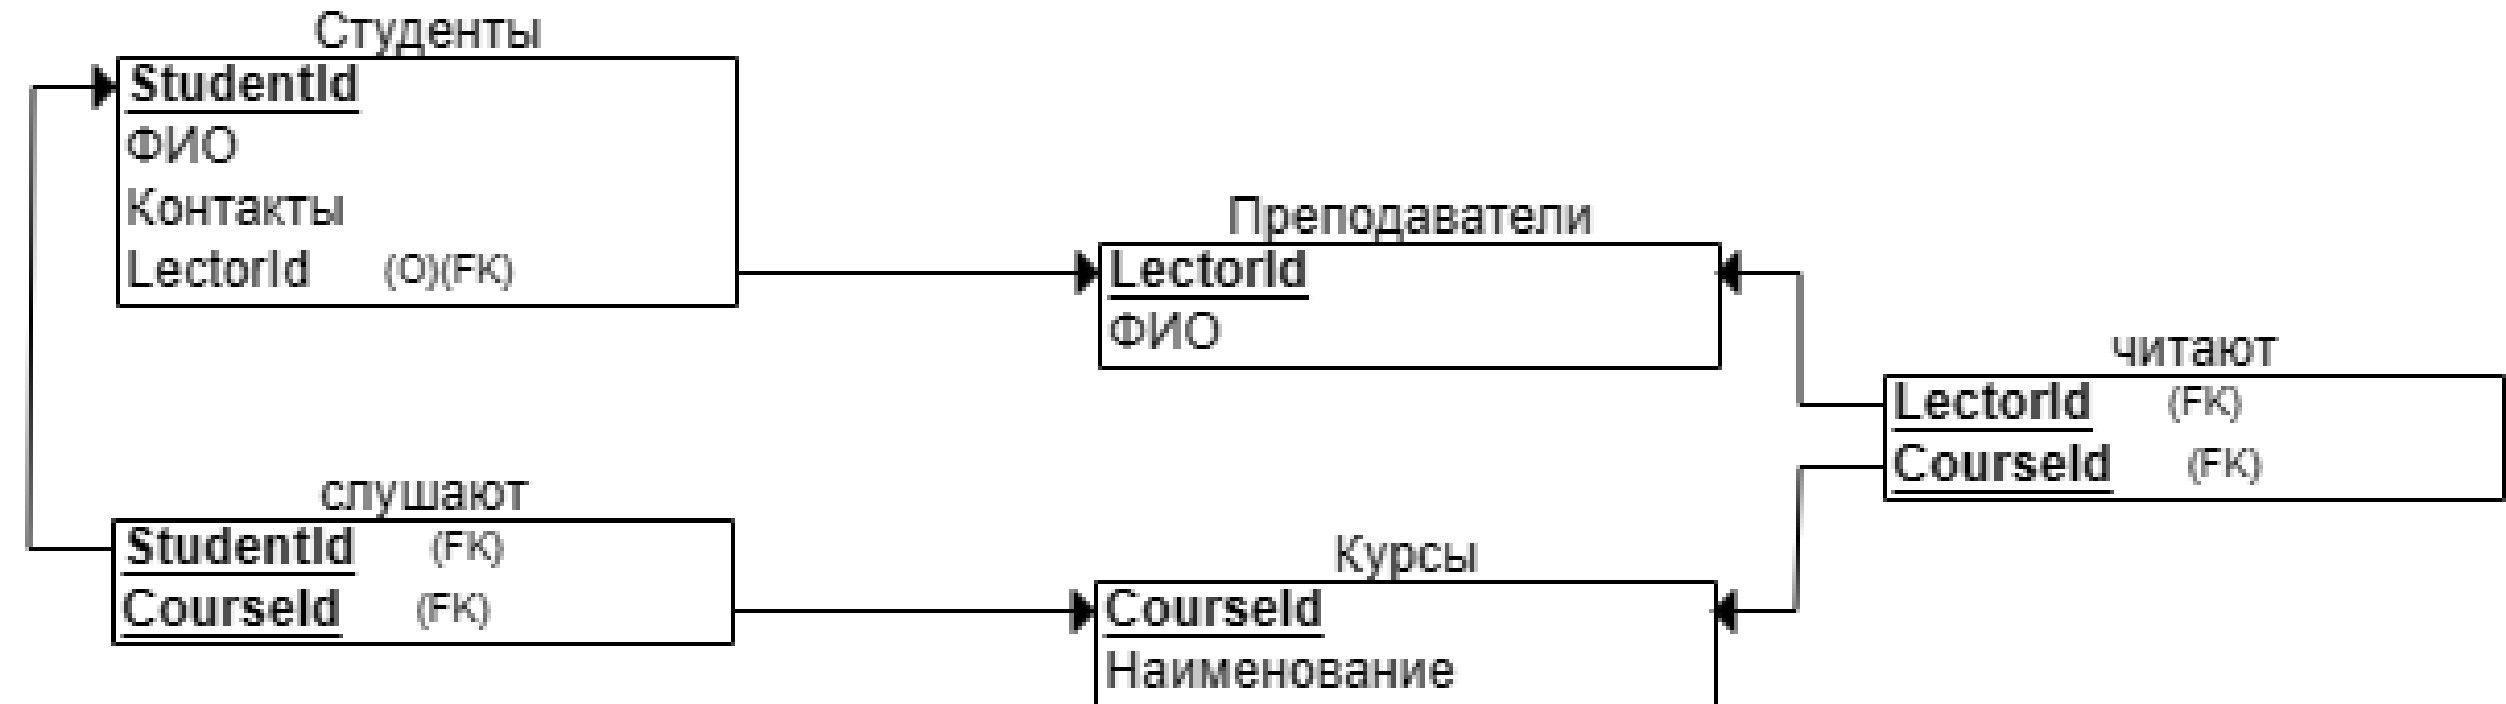 Студенты
StudentId
ФИО
Контакты
LectorId (O)(FK)
Преподаватели
LectorId
ФИО
читают
LectorId (FK)
CourseId (FK)
слушают
StudentId (FK)
CourseId (FK)
Курсы
CourseId
Наименование